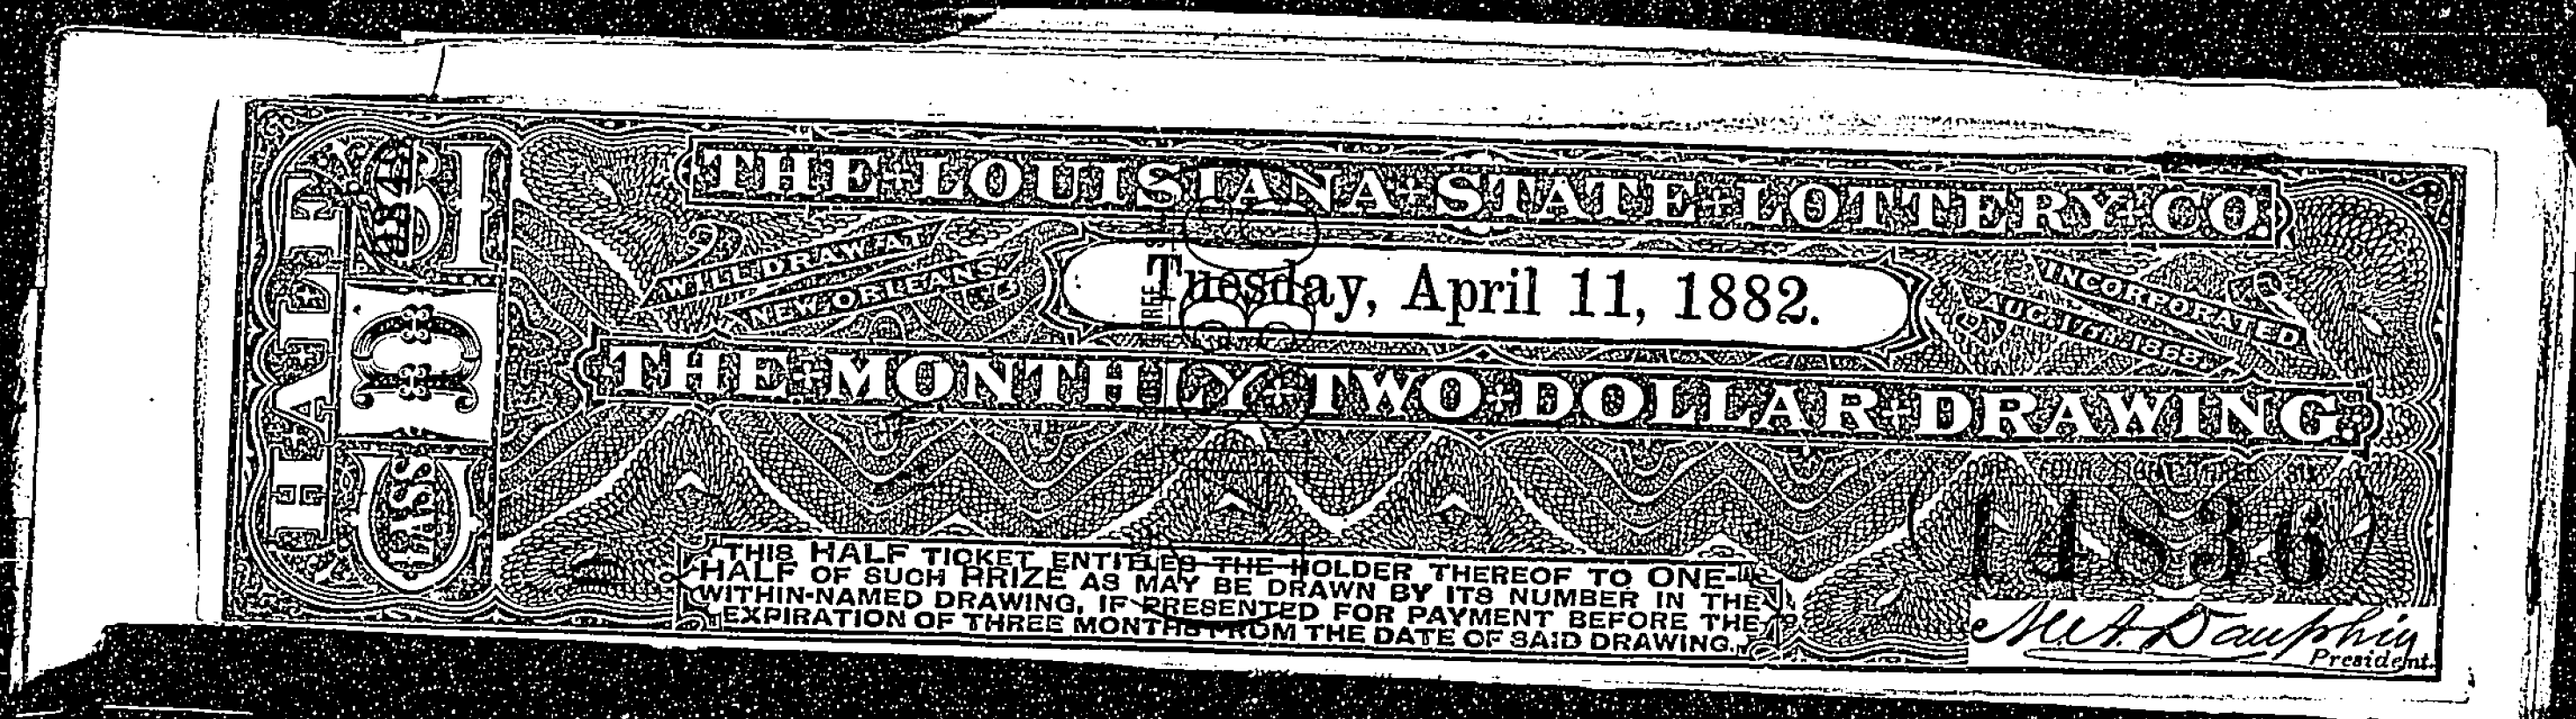 THE LOUISIANA STATE LOTTERY CO.
WILL DRAW AT
NEW ORLEANS
Tuesday, April 11, 1882.
INCORPORATED
AUG. 17TH 1868
THE MONTHLY TWO DOLLAR DRAWING.
HALF
$1
D
CLASS
14836
THIS HALF TICKET ENTITLES THE HOLDER THEREOF TO ONE-
HALF OF SUCH PRIZE AS MAY BE DRAWN BY ITS NUMBER IN THE
WITHIN-NAMED DRAWING, IF PRESENTED FOR PAYMENT BEFORE THE
EXPIRATION OF THREE MONTHS FROM THE DATE OF SAID DRAWING.
M. A. Dauphin
President.